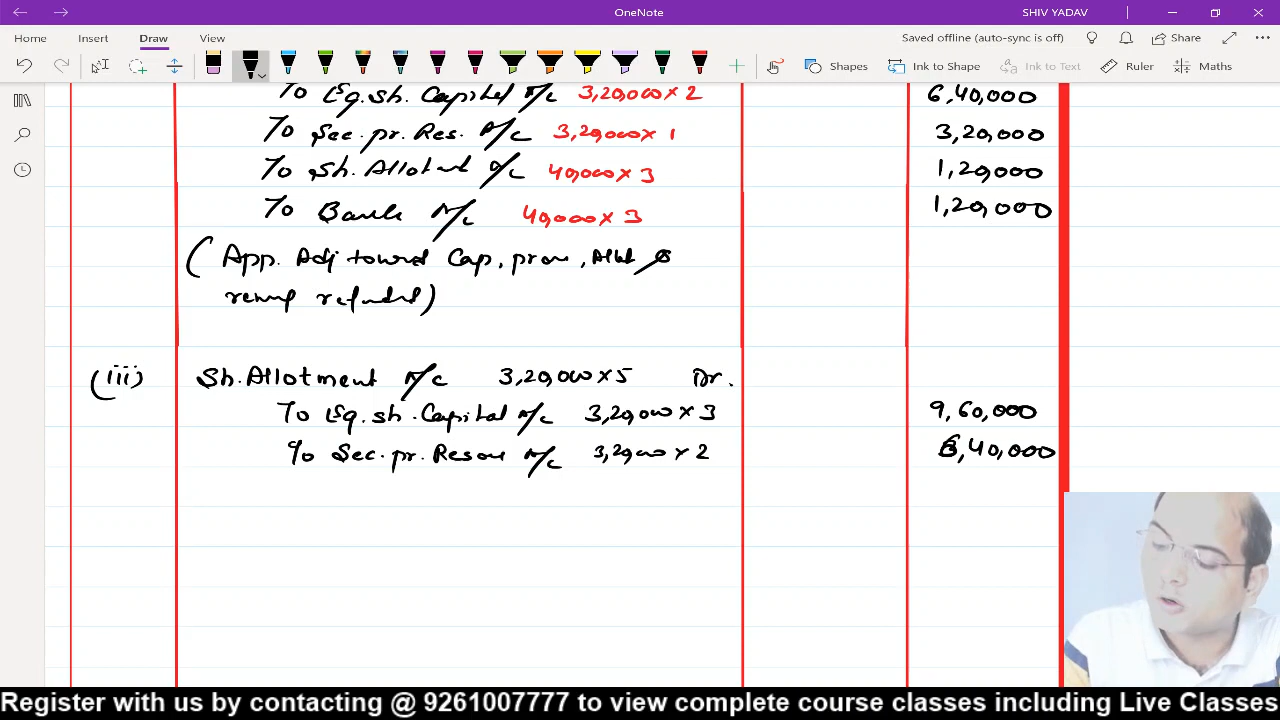 OneNote
SHIV YADAV
Home Insert Draw View
Saved offline (auto-sync is off)
Share
Shapes Ink to Shape Ink to Text Ruler Maths
To Eq. Sh. Capital A/c 3,20,000 × 2 6,40,000
To Sec. pr. Res. A/c 3,20,000 × 1 3,20,000
To Sh. Allotment A/c 40,000 × 3 1,20,000
To Bank A/c 40,000 × 3 1,20,000
(App. Adj toward Cap, prem, Allot &
refunded)
(iii) Sh. Allotment A/c 3,20,000 × 5 Dr.
To Eq. sh. Capital A/c 3,20,000 × 3 9,60,000
To Sec. pr. Reserve A/c 3,20,000 × 2 6,40,000
Register with us by contacting @ 9261007777 to view complete course classes including Live Classes